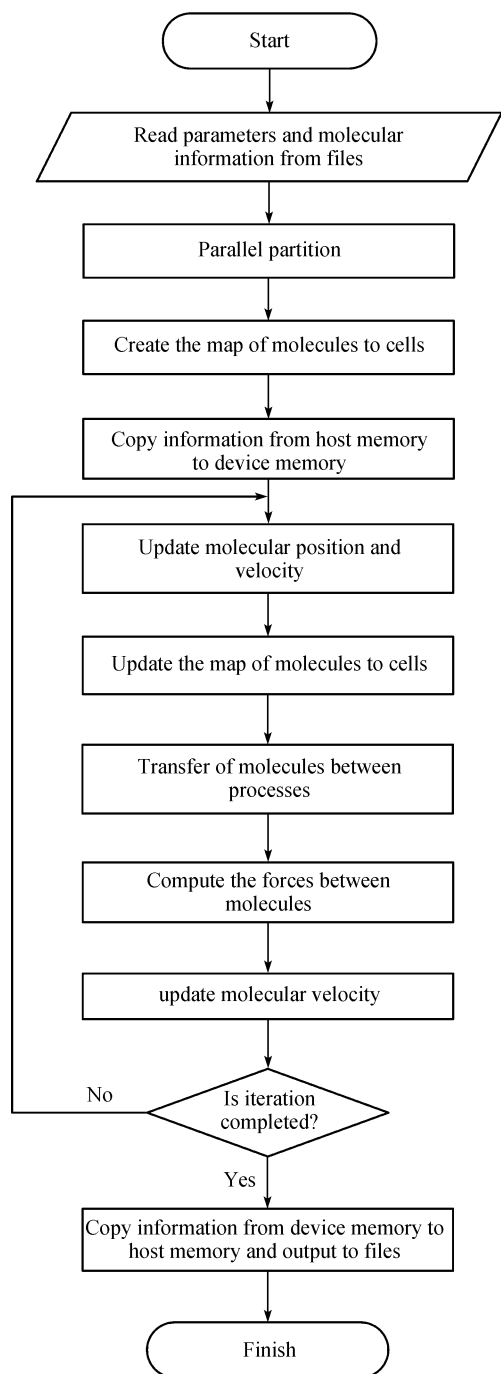 Start
Read parameters and molecular
information from files
Parallel partition
Create the map of molecules to cells
Copy information from host memory
to device memory
Update molecular position and
velocity
Update the map of molecules to cells
Transfer of molecules between
processes
Compute the forces between
molecules
update molecular velocity
No
Is iteration
completed?
Yes
Copy information from device memory to
host memory and output to files
Finish